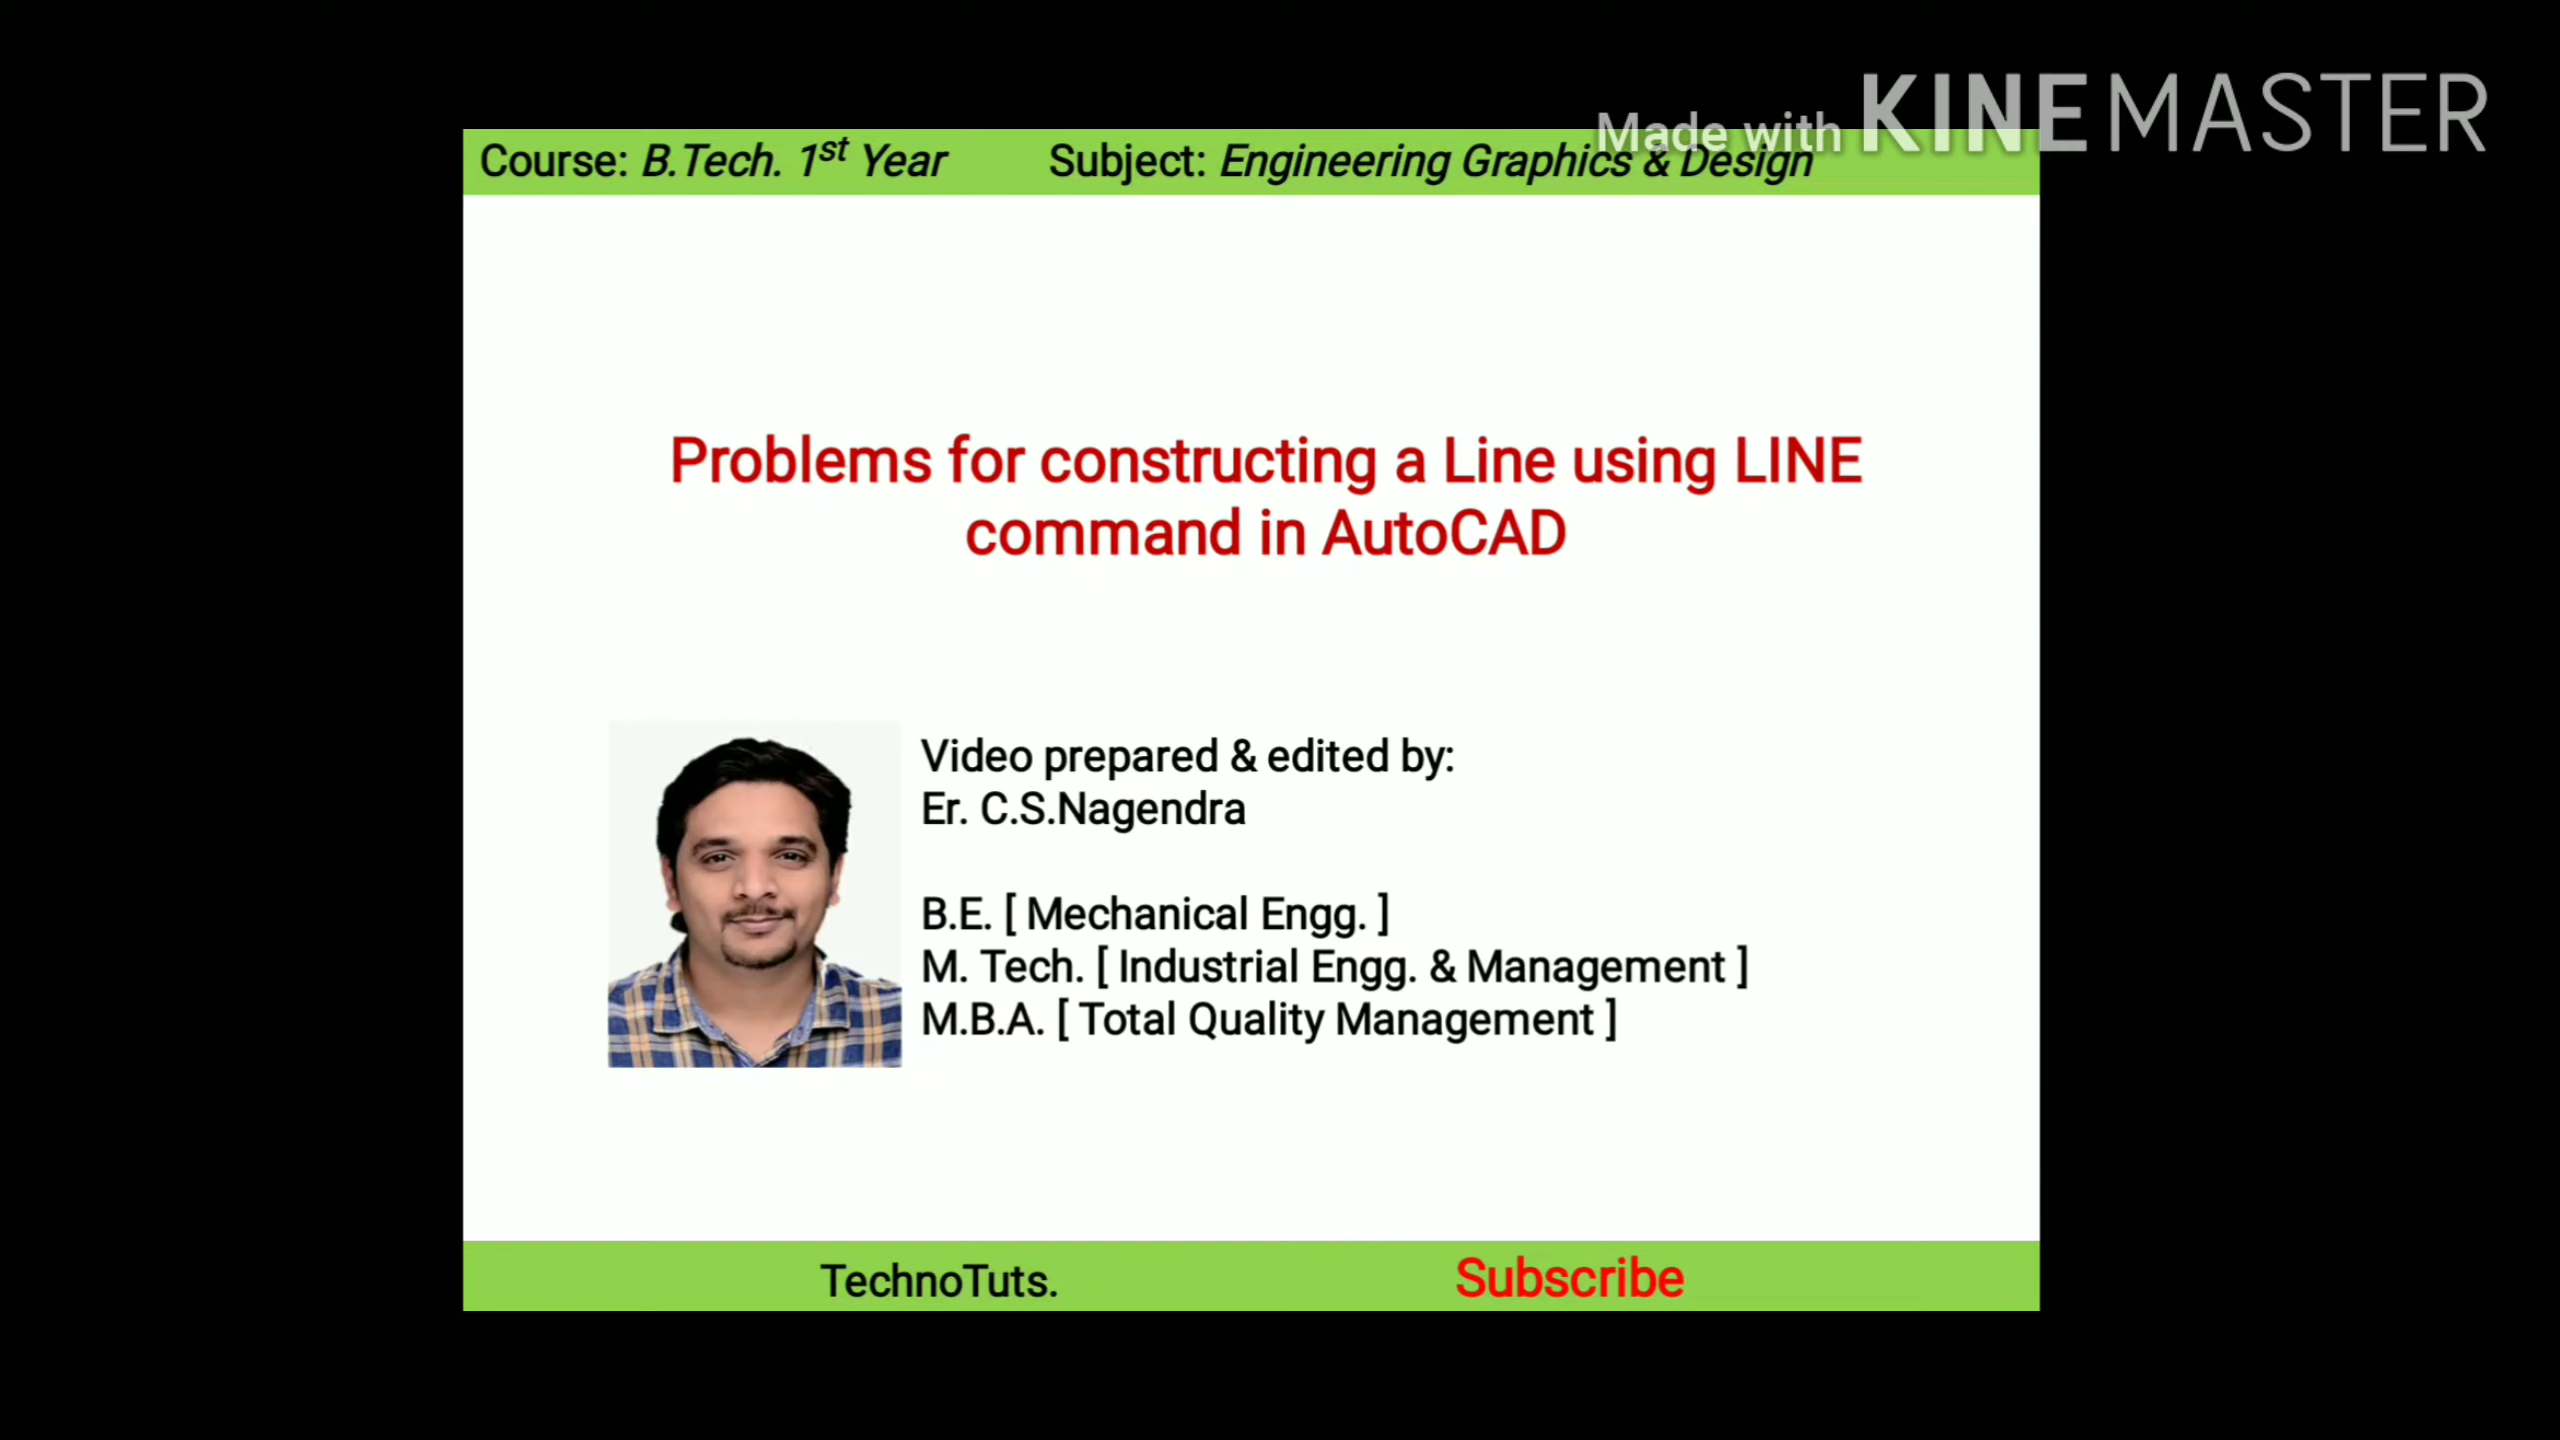 Made with KINEMASTER
Course: B.Tech. 1st Year Subject: Engineering Graphics & Design
Problems for constructing a Line using LINE
command in AutoCAD
Video prepared & edited by:
Er. C.S.Nagendra
B.E. [ Mechanical Engg. ]
M. Tech. [ Industrial Engg. & Management ]
M.B.A. [ Total Quality Management ]
TechnoTuts. Subscribe